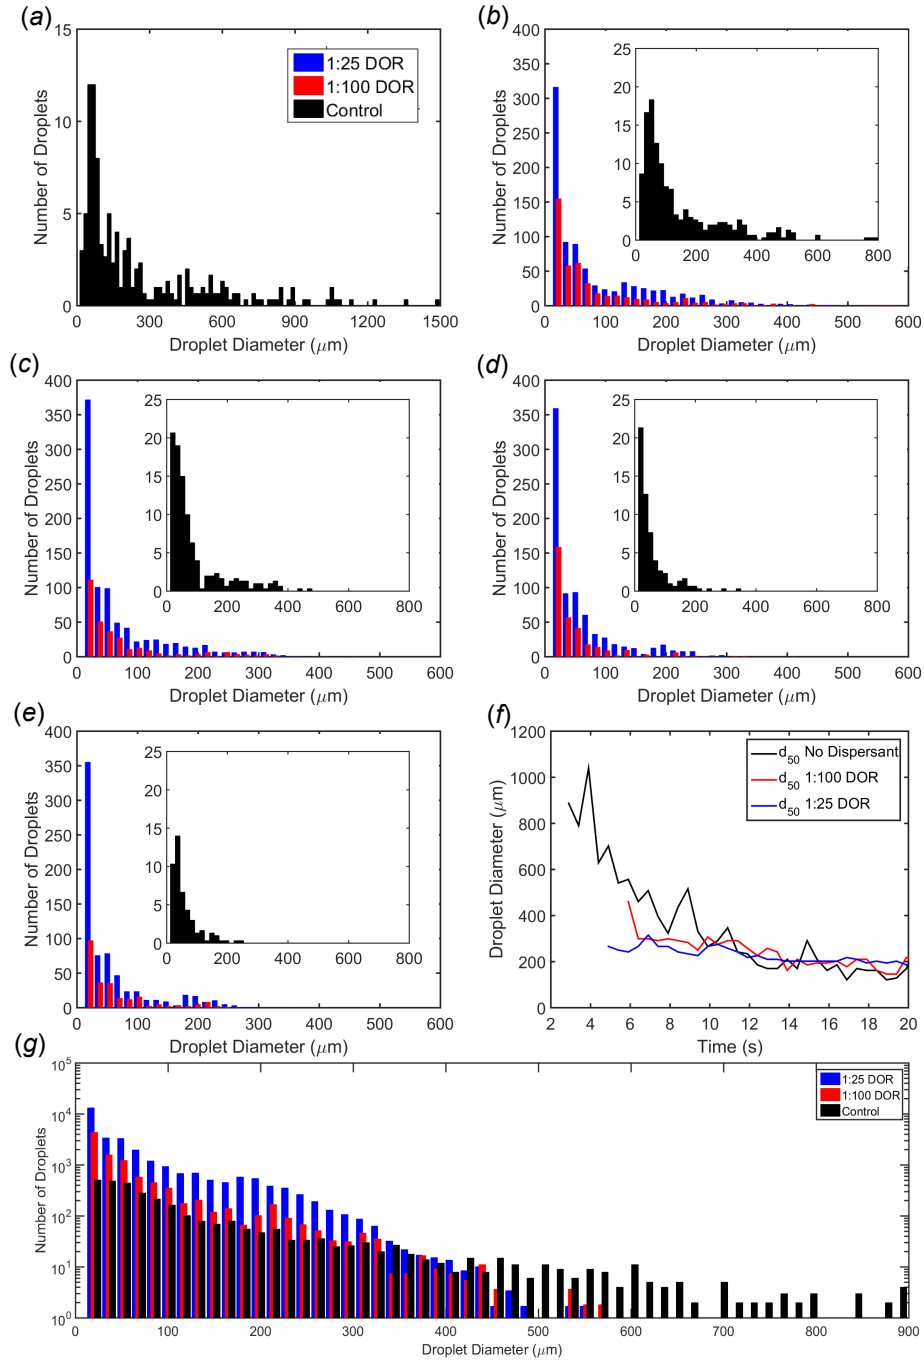 (a)
15
10
5
0
Number of Droplets
1:25 DOR
1:100 DOR
Control
0 300 600 900 1200 1500
Droplet Diameter (μm)
(b)
400
350
300
250
200
150
100
50
0
Number of Droplets
25
20
15
10
5
0
0 200 400 600 800
0 100 200 300 400 500 600
Droplet Diameter (μm)
(c)
400
350
300
250
200
150
100
50
0
Number of Droplets
25
20
15
10
5
0
0 200 400 600 800
0 100 200 300 400 500 600
Droplet Diameter (μm)
(d)
400
350
300
250
200
150
100
50
0
Number of Droplets
25
20
15
10
5
0
0 200 400 600 800
0 100 200 300 400 500 600
Droplet Diameter (μm)
(e)
400
350
300
250
200
150
100
50
0
Number of Droplets
25
20
15
10
5
0
0 200 400 600 800
0 100 200 300 400 500 600
Droplet Diameter (μm)
(f)
1200
1000
800
600
400
200
0
Droplet Diameter (μm)
d50 No Dispersant
d50 1:100 DOR
d50 1:25 DOR
2 4 6 8 10 12 14 16 18 20
Time (s)
(g)
10^5
10^4
10^3
10^2
10^1
10^0
Number of Droplets
1:25 DOR
1:100 DOR
Control
0 100 200 300 400 500 600 700 800 900
Droplet Diameter (μm)